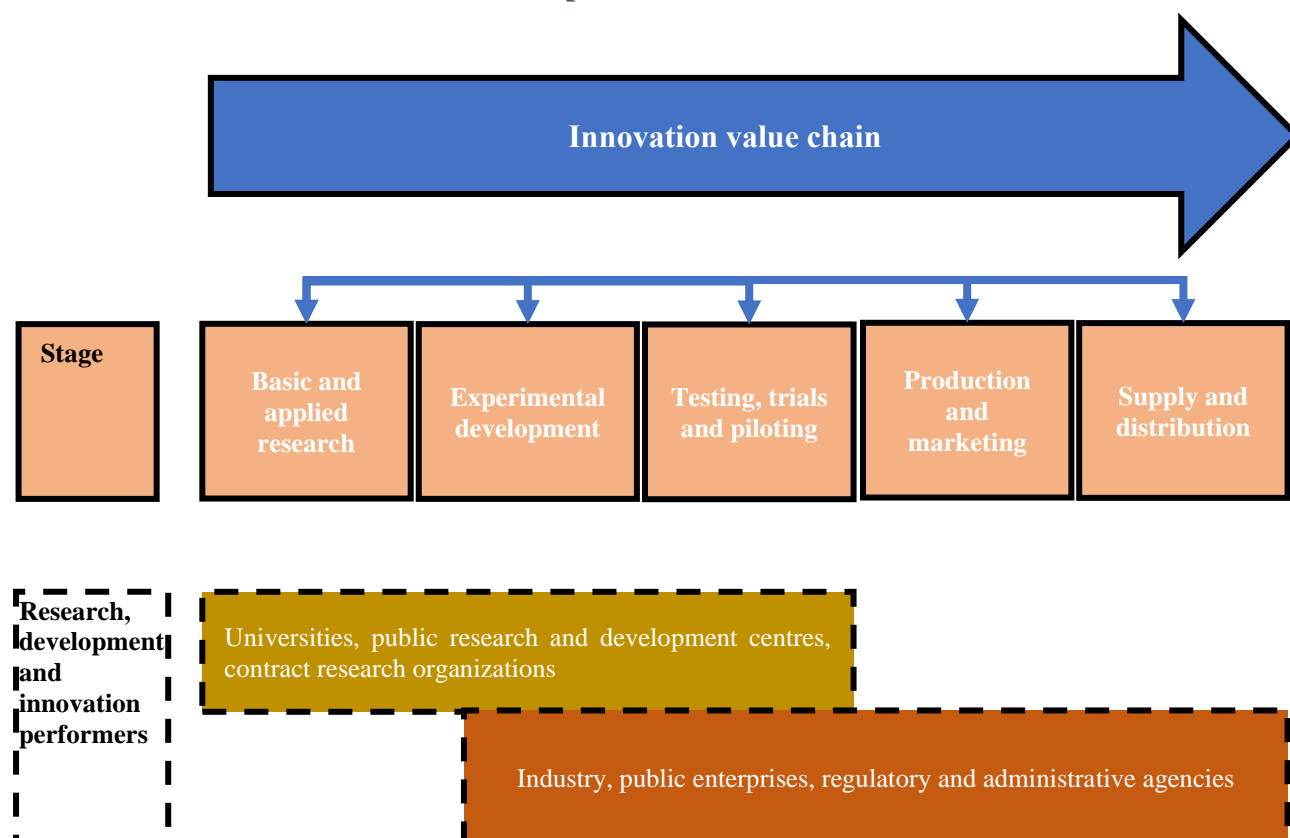 Innovation value chain
Stage
Basic and
applied
research
Experimental
development
Testing, trials
and piloting
Production
and
marketing
Supply and
distribution
Research,
development
and
innovation
performers
Universities, public research and development centres,
contract research organizations
Industry, public enterprises, regulatory and administrative agencies